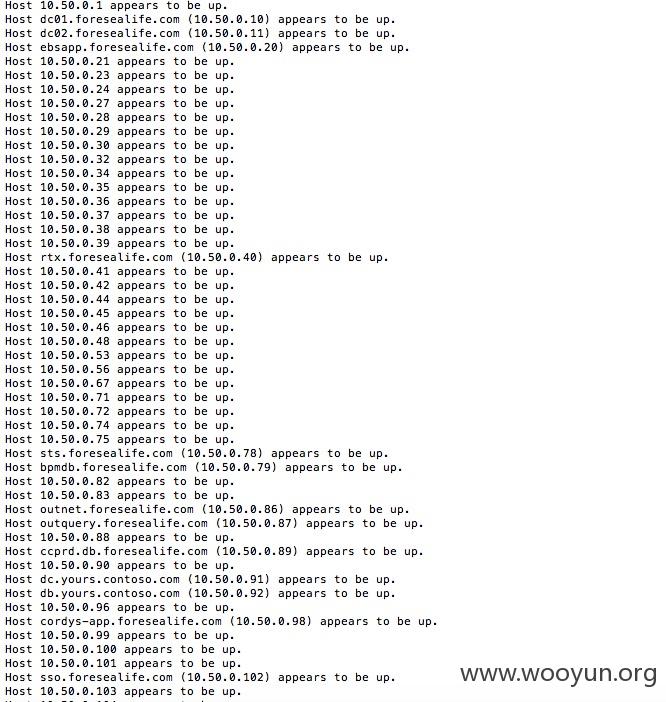 Host 10.50.0.1 appears to be up.
Host dc01.foresealife.com (10.50.0.10) appears to be up.
Host dc02.foresealife.com (10.50.0.11) appears to be up.
Host ebsapp.foresealife.com (10.50.0.20) appears to be up.
Host 10.50.0.21 appears to be up.
Host 10.50.0.23 appears to be up.
Host 10.50.0.24 appears to be up.
Host 10.50.0.27 appears to be up.
Host 10.50.0.28 appears to be up.
Host 10.50.0.29 appears to be up.
Host 10.50.0.30 appears to be up.
Host 10.50.0.32 appears to be up.
Host 10.50.0.34 appears to be up.
Host 10.50.0.35 appears to be up.
Host 10.50.0.36 appears to be up.
Host 10.50.0.37 appears to be up.
Host 10.50.0.38 appears to be up.
Host 10.50.0.39 appears to be up.
Host rtx.foresealife.com (10.50.0.40) appears to be up.
Host 10.50.0.41 appears to be up.
Host 10.50.0.42 appears to be up.
Host 10.50.0.44 appears to be up.
Host 10.50.0.45 appears to be up.
Host 10.50.0.46 appears to be up.
Host 10.50.0.48 appears to be up.
Host 10.50.0.53 appears to be up.
Host 10.50.0.56 appears to be up.
Host 10.50.0.67 appears to be up.
Host 10.50.0.71 appears to be up.
Host 10.50.0.72 appears to be up.
Host 10.50.0.74 appears to be up.
Host 10.50.0.75 appears to be up.
Host sts.foresealife.com (10.50.0.78) appears to be up.
Host bpmdb.foresealife.com (10.50.0.79) appears to be up.
Host 10.50.0.82 appears to be up.
Host 10.50.0.83 appears to be up.
Host outnet.foresealife.com (10.50.0.86) appears to be up.
Host outquery.foresealife.com (10.50.0.87) appears to be up.
Host 10.50.0.88 appears to be up.
Host ccprd.db.foresealife.com (10.50.0.89) appears to be up.
Host 10.50.0.90 appears to be up.
Host dc.yours.contoso.com (10.50.0.91) appears to be up.
Host db.yours.contoso.com (10.50.0.92) appears to be up.
Host 10.50.0.96 appears to be up.
Host cordys-app.foresealife.com (10.50.0.98) appears to be up.
Host 10.50.0.99 appears to be up.
Host 10.50.0.100 appears to be up.
Host 10.50.0.101 appears to be up.
Host sso.foresealife.com (10.50.0.102) appears to be up.
Host 10.50.0.103 appears to be up.
www.wooyun.org